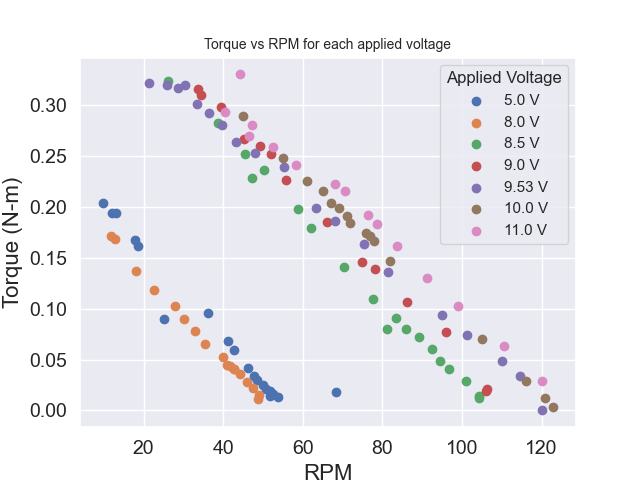 Torque vs RPM for each applied voltage
Torque (N-m)
0.30
0.25
0.20
0.15
0.10
0.05
0.00
20 40 60 80 100 120
RPM
Applied Voltage
5.0 V
8.0 V
8.5 V
9.0 V
9.53 V
10.0 V
11.0 V